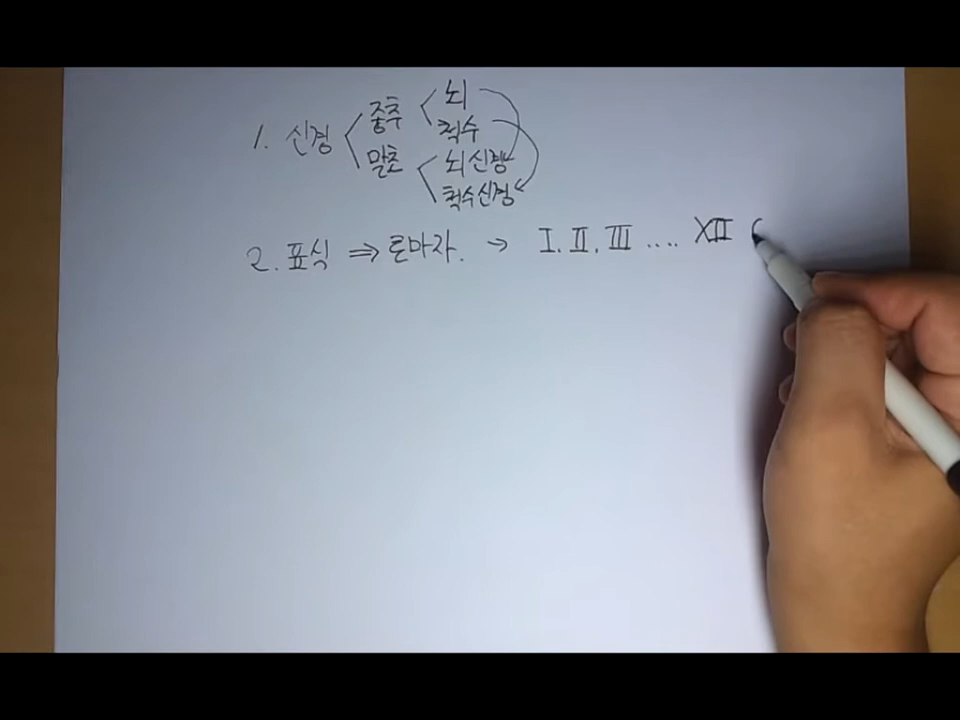 1. 신경
중추
뇌
척수
말초
뇌신경
척수신경
2. 표식 ⇒ 로마자. → I. II. III .... XII